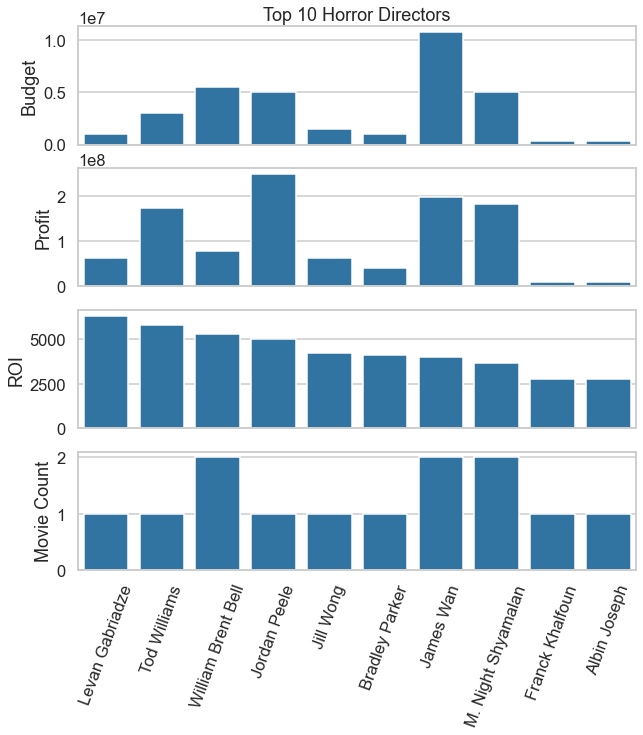 Top 10 Horror Directors
1e7
1.0
0.5
0.0
Budget
1e8
2
1
0
Profit
5000
2500
0
ROI
2
1
0
Movie Count
Levan Gabriadze
Tod Williams
William Brent Bell
Jordan Peele
Jill Wong
Bradley Parker
James Wan
M. Night Shyamalan
Franck Khalfoun
Albin Joseph